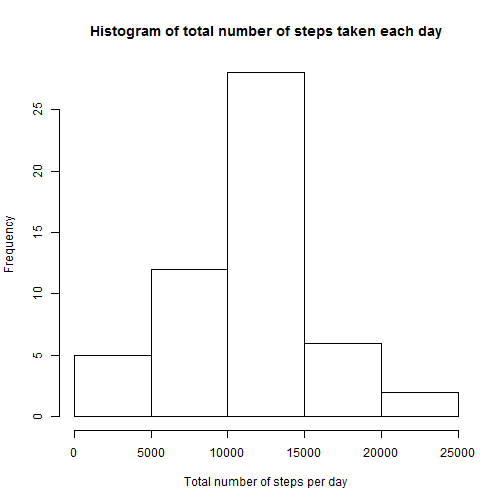 Histogram of total number of steps taken each day
Frequency
25
20
15
10
5
0
0 5000 10000 15000 20000 25000
Total number of steps per day